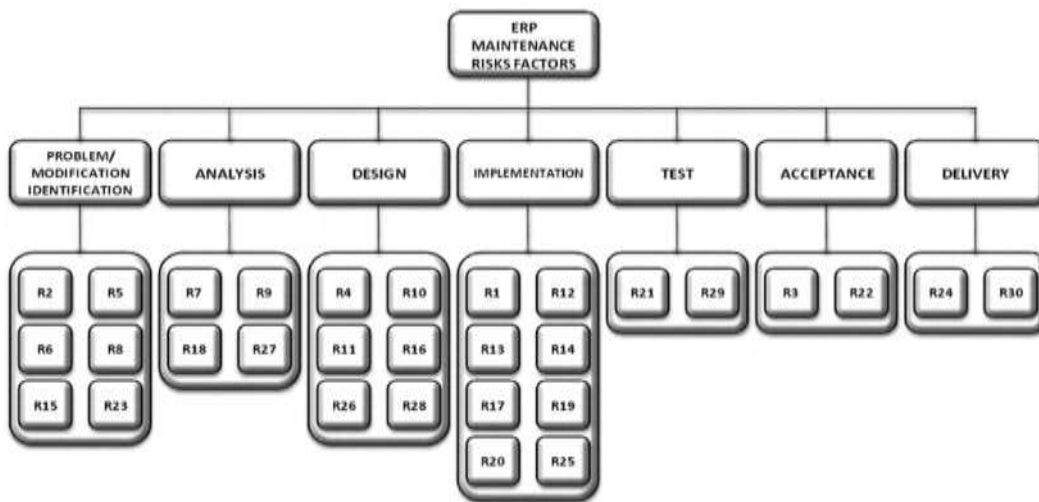 ERP
MAINTENANCE
RISKS FACTORS
PROBLEM/
MODIFICATION
IDENTIFICATION
ANALYSIS
DESIGN
IMPLEMENTATION
TEST
ACCEPTANCE
DELIVERY
R2 R5
R6 R8
R15 R23
R7 R9
R18 R27
R4 R10
R11 R16
R26 R28
R1 R12
R13 R14
R17 R19
R20 R25
R21 R29
R3 R22
R24 R30